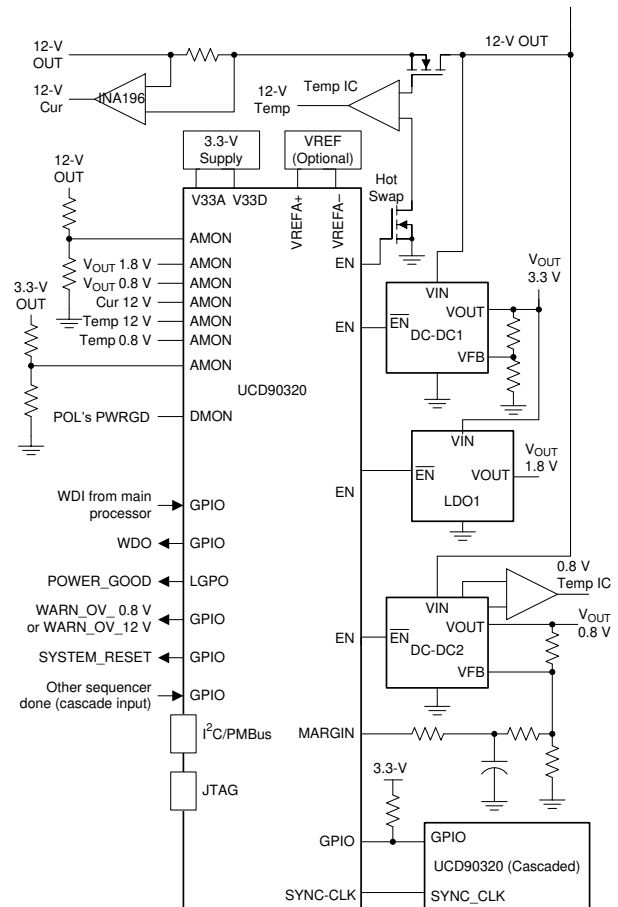 12-V
OUT
12-V OUT
12-V
Cur
INA196
12-V
Temp
Temp IC
3.3-V
Supply
VREF
(Optional)
12-V
OUT
Hot
Swap
V33A V33D
VREFA+
VREFA−
AMON
EN
V_OUT 1.8 V
AMON
V_OUT 0.8 V
AMON
3.3-V
OUT
Cur 12 V
AMON
Temp 12 V
AMON
Temp 0.8 V
AMON
AMON
V_OUT
3.3 V
VIN
VOUT
EN
EN
DC-DC1
VFB
UCD90320
POL's PWRGD
DMON
VIN
V_OUT
1.8 V
EN
VOUT
EN
LDO1
WDI from main
processor
GPIO
WDO
GPIO
POWER_GOOD
LGPO
WARN_OV_ 0.8 V
or WARN_OV_12 V
GPIO
SYSTEM_RESET
GPIO
Other sequencer
done (cascade input)
GPIO
0.8 V
Temp IC
VIN
VOUT
V_OUT
0.8 V
EN
EN
DC-DC2
VFB
I²C/PMBus
MARGIN
JTAG
3.3-V
GPIO
GPIO
UCD90320 (Cascaded)
SYNC-CLK
SYNC_CLK